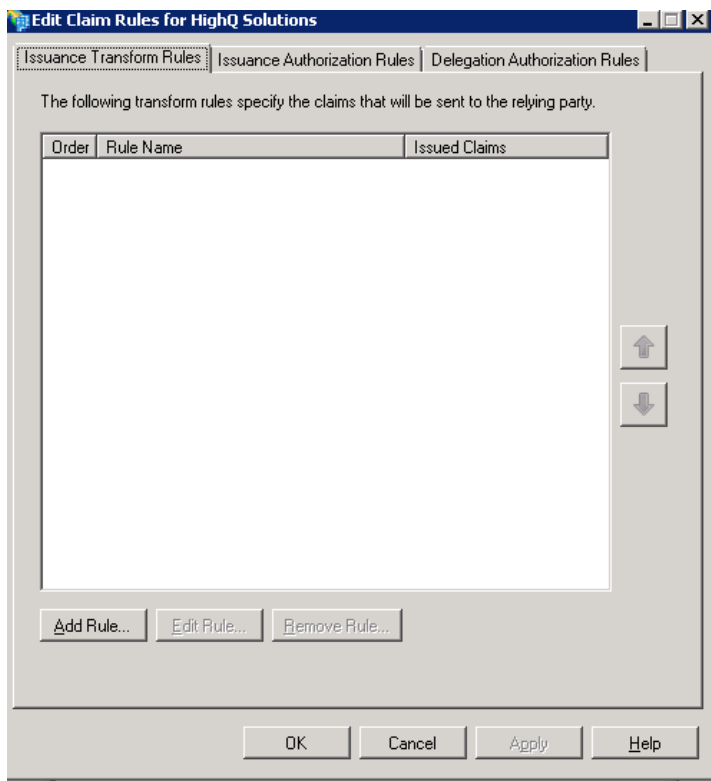 Edit Claim Rules for HighQ Solutions
Issuance Transform Rules Issuance Authorization Rules Delegation Authorization Rules
The following transform rules specify the claims that will be sent to the relying party.
Order Rule Name Issued Claims
Add Rule... Edit Rule... Remove Rule...
OK Cancel Apply Help